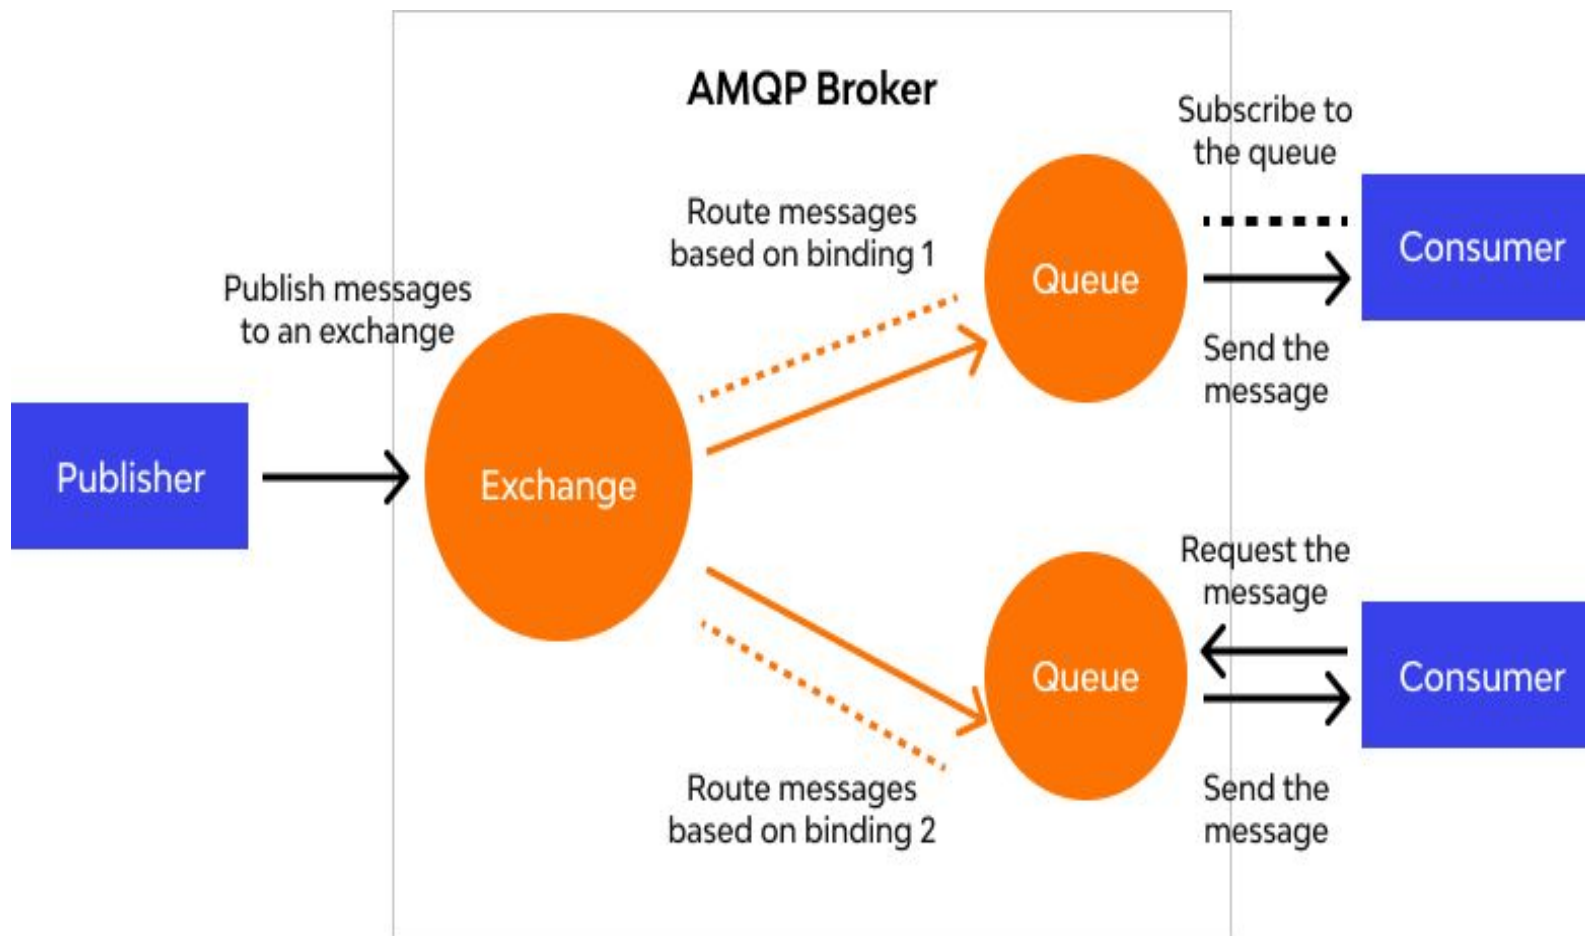 AMQP Broker
Subscribe to
the queue
Route messages
based on binding 1
Queue
Consumer
Publish messages
to an exchange
Send the
message
Publisher
Exchange
Request the
message
Queue
Consumer
Route messages
based on binding 2
Send the
message